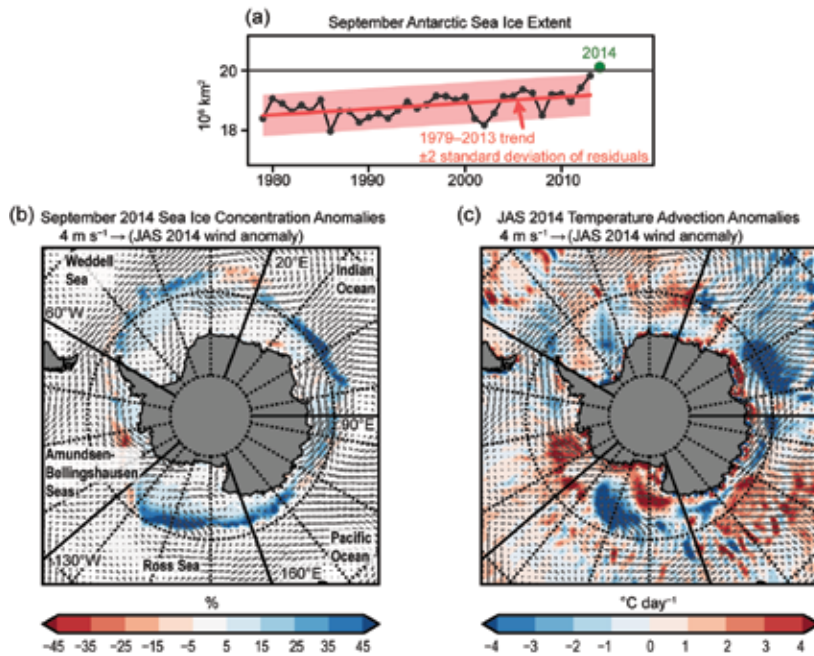 (a)
September Antarctic Sea Ice Extent
2014
20
18
10⁶ km²
1979–2013 trend
±2 standard deviation of residuals
1980
1990
2000
2010
(b) September 2014 Sea Ice Concentration Anomalies
4 m s⁻¹ → (JAS 2014 wind anomaly)
Weddell
Sea
20°E
Indian
Ocean
60°W
90°E
Amundsen-
Bellingshausen
Seas
130°W
Ross Sea
160°E
Pacific
Ocean
%
−45 −35 −25 −15 −5 5 15 25 35 45
(c) JAS 2014 Temperature Advection Anomalies
4 m s⁻¹ → (JAS 2014 wind anomaly)
°C day⁻¹
−4 −3 −2 −1 0 1 2 3 4